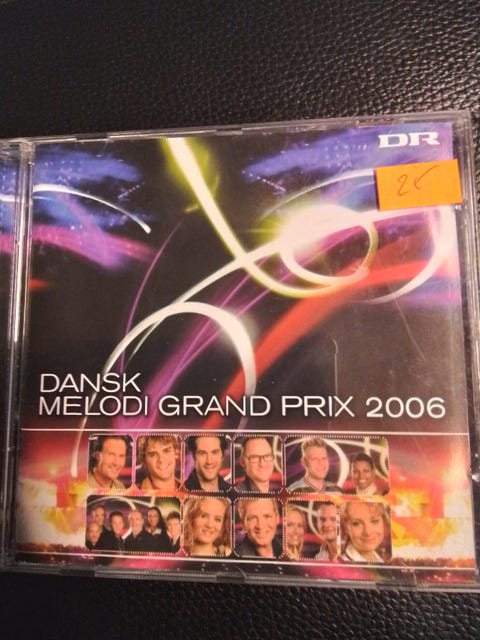 DR
25
DANSK
MELODI GRAND PRIX 2006